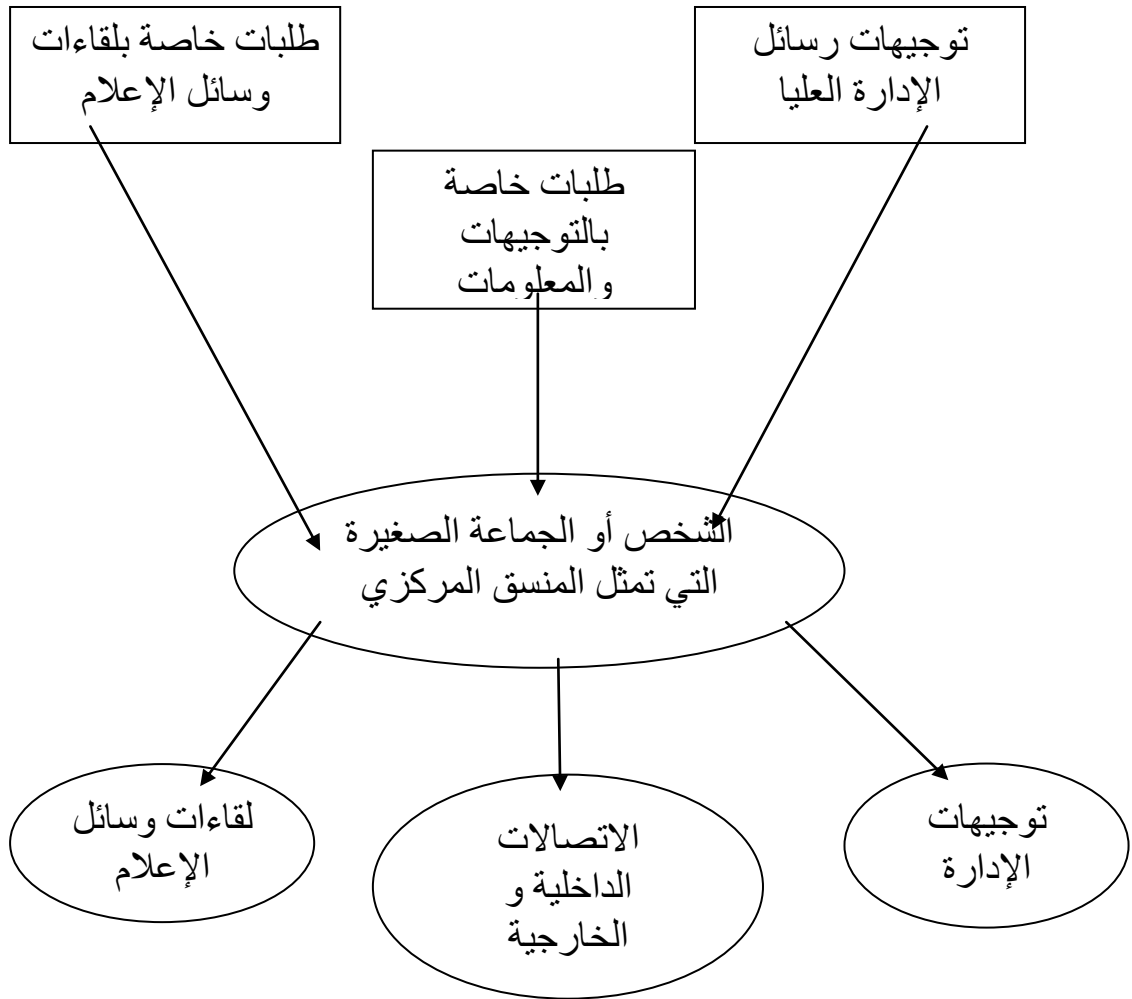 توجيهات رسائل
الإدارة العليا
طلبات خاصة بلقاءات
وسائل الإعلام
طلبات خاصة
بالتوجيهات
والمعلومات
الشخص أو الجماعة الصغيرة
التي تمثل المنسق المركزي
توجيهات
الإدارة
الاتصالات
الداخلية و
الخارجية
لقاءات وسائل
الإعلام